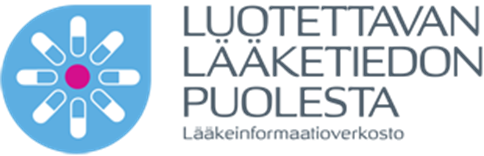 LUOTETTAVAN
LÄÄKETIEDON
PUOLESTA
Lääkeinformaatioverkosto